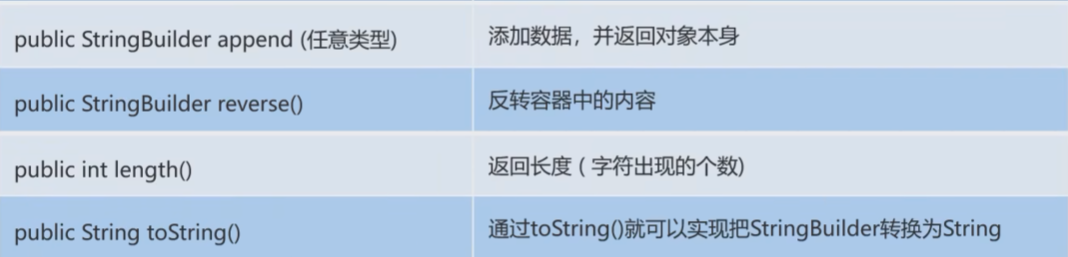 public StringBuilder append (任意类型)
添加数据，并返回对象本身
public StringBuilder reverse()
反转容器中的内容
public int length()
返回长度 ( 字符出现的个数)
public String toString()
通过toString()就可以实现把StringBuilder转换为String